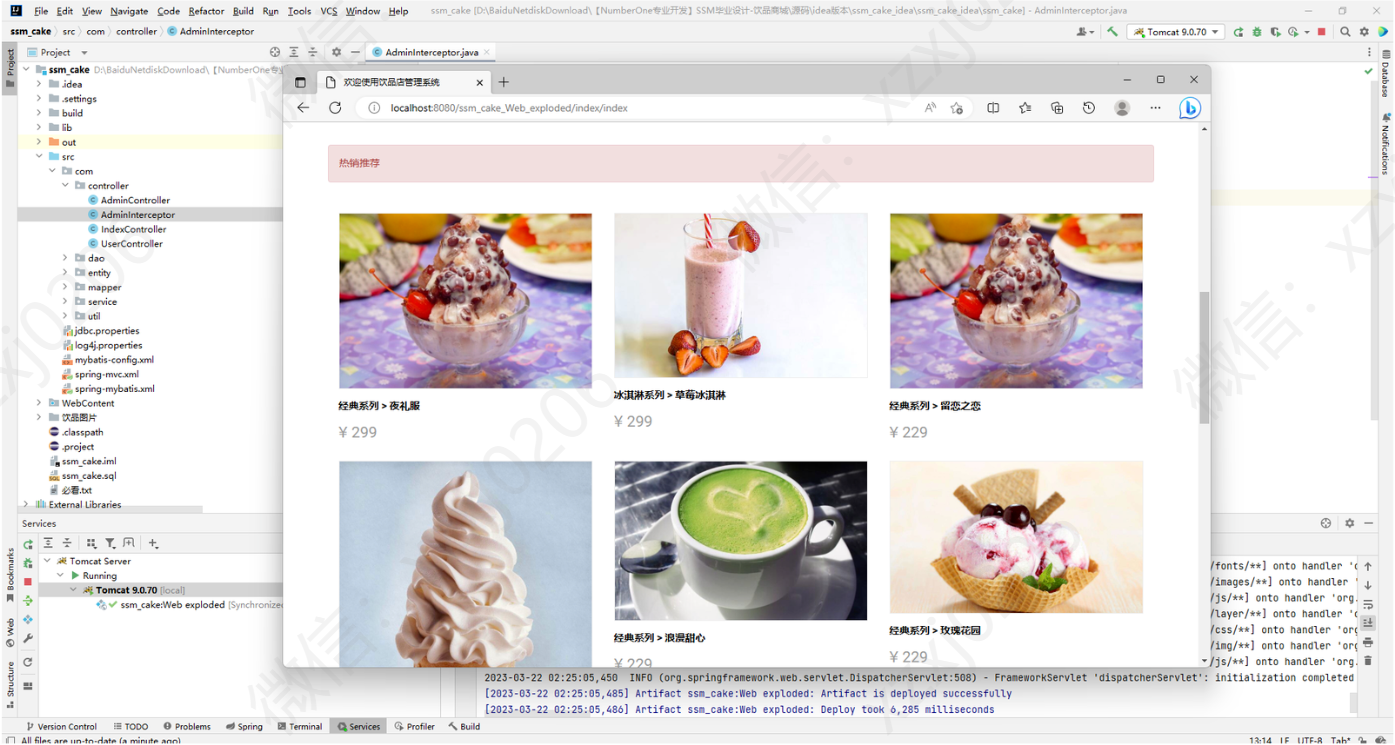 File Edit View Navigate Code Refactor Build Run Tools VCS Window Help ssm_cake [D:\BaiduNetdiskDownload\【NumberOne专业开发】SSM毕业设计-饮品商城\源码\idea版本\ssm_cake_idea\ssm_cake_idea\ssm_cake] - AdminInterceptor.java
ssm_cake src com controller AdminInterceptor
Tomcat 9.0.70
Project
AdminInterceptor.java
ssm_cake D:\BaiduNetdiskDownload\【NumberOne专业
.idea
.settings
build
lib
out
src
com
controller
AdminController
AdminInterceptor
IndexController
UserController
dao
entity
mapper
service
util
jdbc.properties
log4j.properties
mybatis-config.xml
spring-mvc.xml
spring-mybatis.xml
WebContent
饮品图片
.classpath
.project
ssm_cake.iml
ssm_cake.sql
必看.txt
External Libraries
Services
Tomcat Server
Running
Tomcat 9.0.70 [local]
ssm_cake:Web exploded [Synchronized
Project
Bookmarks
Web
Structure
Database
Notifications
欢迎使用饮品店管理系统
localhost:8080/ssm_cake_Web_exploded/index/index
热销推荐
经典系列 > 夜礼服
¥ 299
冰淇淋系列 > 草莓冰淇淋
¥ 299
经典系列 > 留恋之恋
¥ 229
经典系列 > 浪漫甜心
¥ 229
经典系列 > 玫瑰花园
¥ 229
/fonts/**] onto handler
/images/**] onto handler '
/js/**] onto handler 'org.
/layer/**] onto handler '
/css/**] onto handler 'org
/img/**] onto handler 'org
/js/**] onto handler 'org.
2023-03-22 02:25:05,450 INFO (org.springframework.web.servlet.DispatcherServlet:508) - FrameworkServlet 'dispatcherServlet': initialization completed
[2023-03-22 02:25:05,485] Artifact ssm_cake:Web exploded: Artifact is deployed successfully
[2023-03-22 02:25:05,486] Artifact ssm_cake:Web exploded: Deploy took 6,285 milliseconds
Version Control TODO Problems Spring Terminal Services Profiler Build
All files are up-to-date (a minute ago)
13:14 LF UTF-8 Tab*
微信：xzxj0206